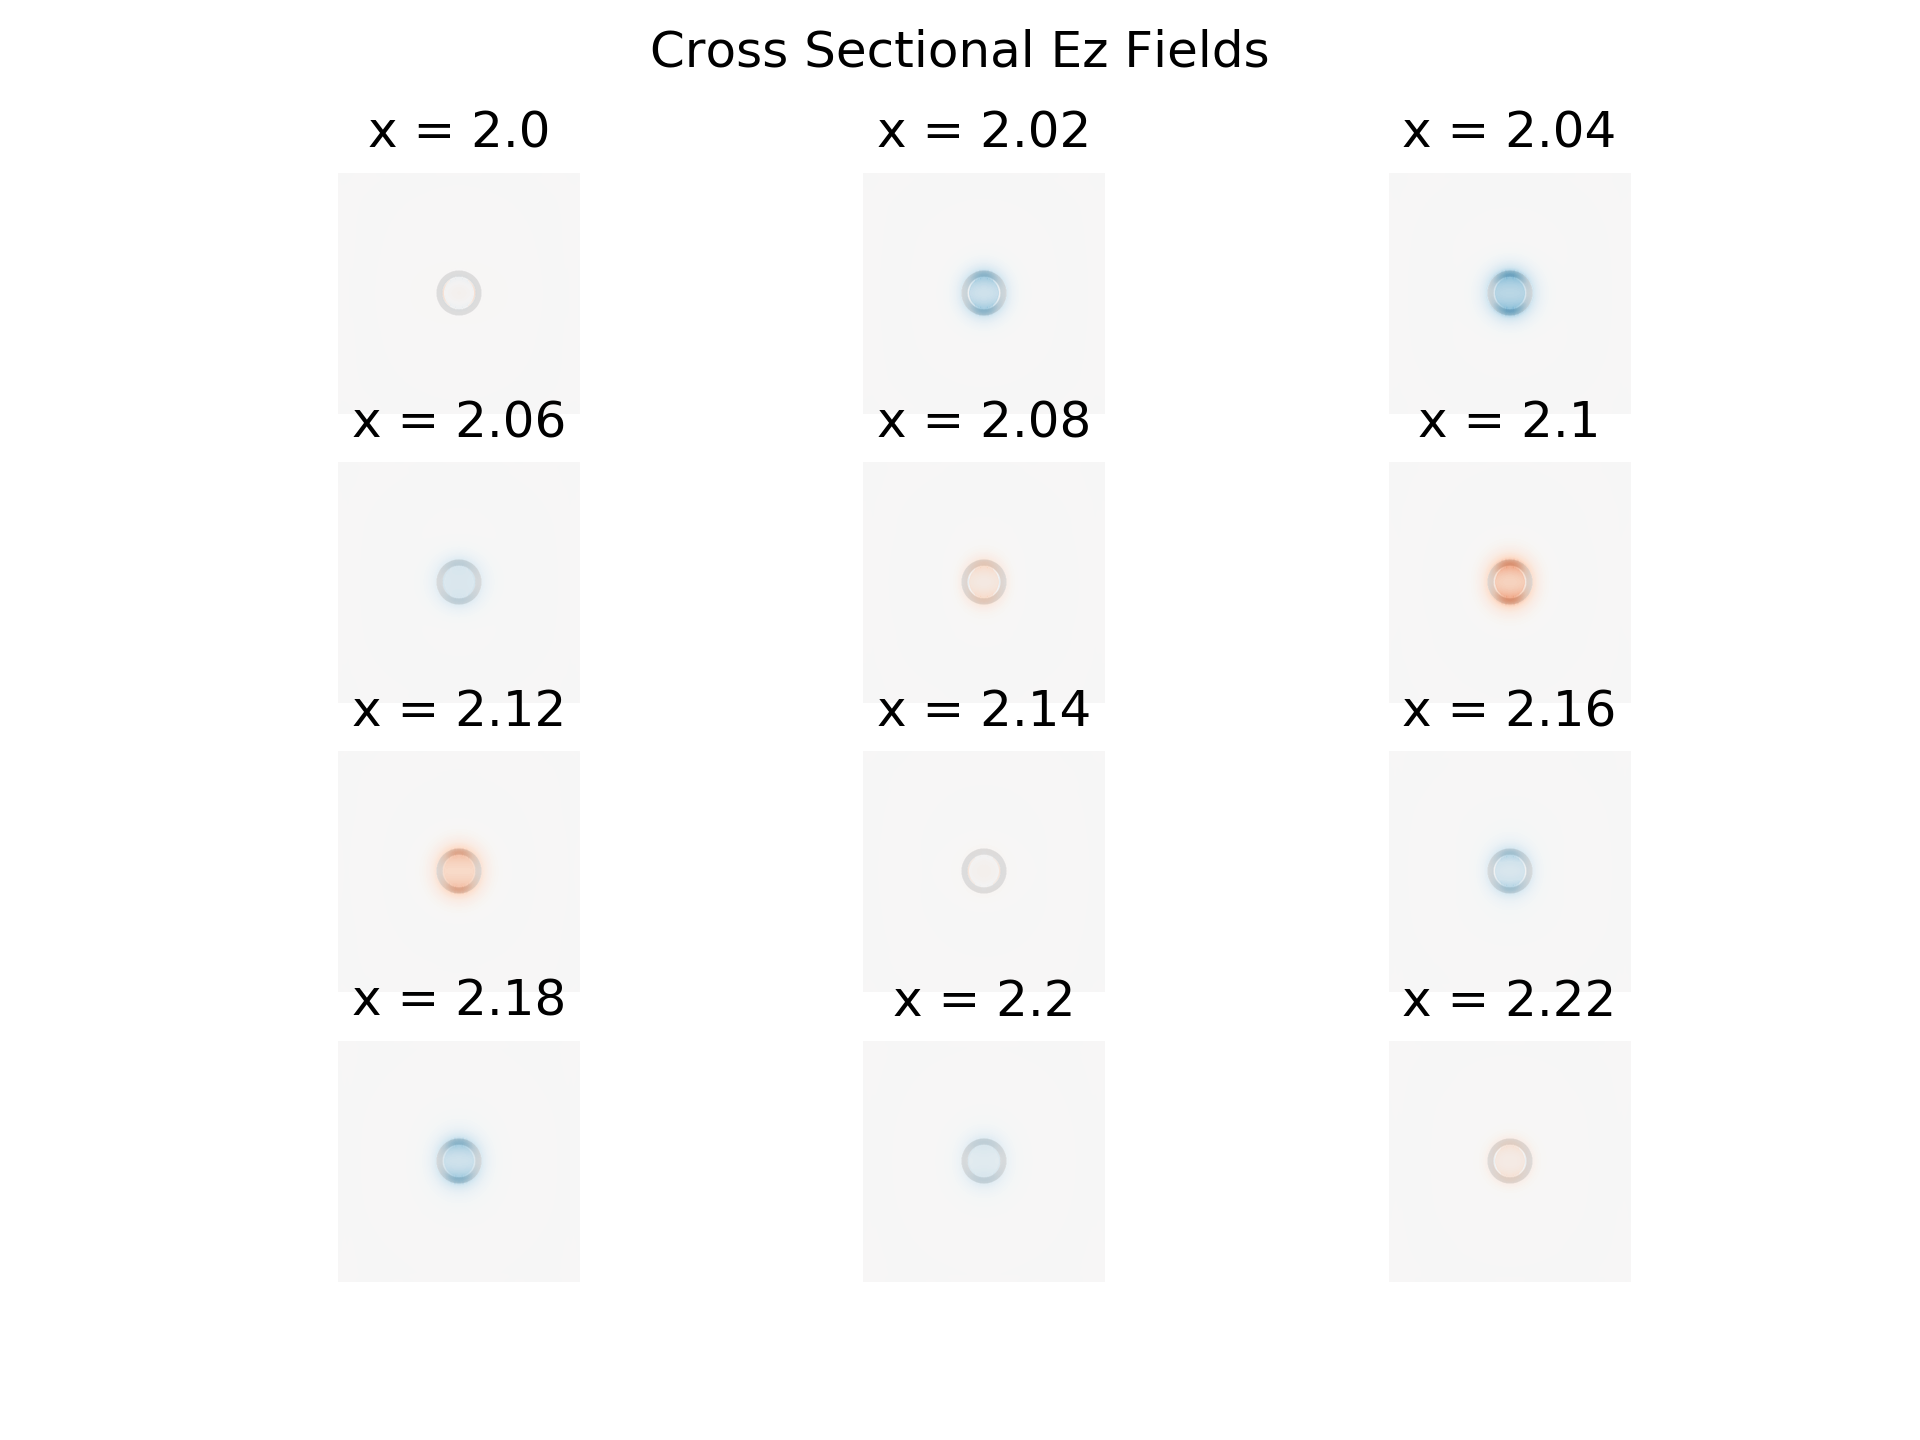 Cross Sectional Ez Fields
x = 2.0
x = 2.02
x = 2.04
x = 2.06
x = 2.08
x = 2.1
x = 2.12
x = 2.14
x = 2.16
x = 2.18
x = 2.2
x = 2.22